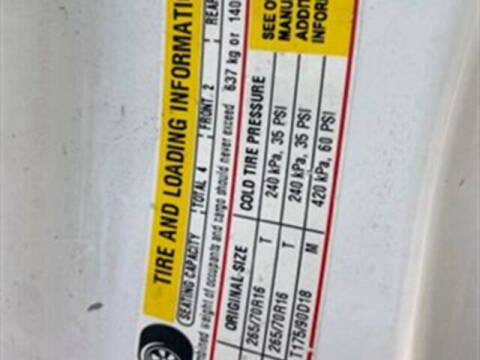 TIRE AND LOADING INFORMATIO
SEATING CAPACITY TOTAL 4 FRONT 2 REAR
mbined weight of occupants and cargo should never exceed 637 kg or 140
ORIGINAL SIZE COLD TIRE PRESSURE
265/70R16 T 240 kPa, 35 PSI
265/70R16 T 240 kPa, 35 PSI
T175/90D18 M 420 kPa, 60 PSI
SEE O
MANU
ADDIT
INFOR